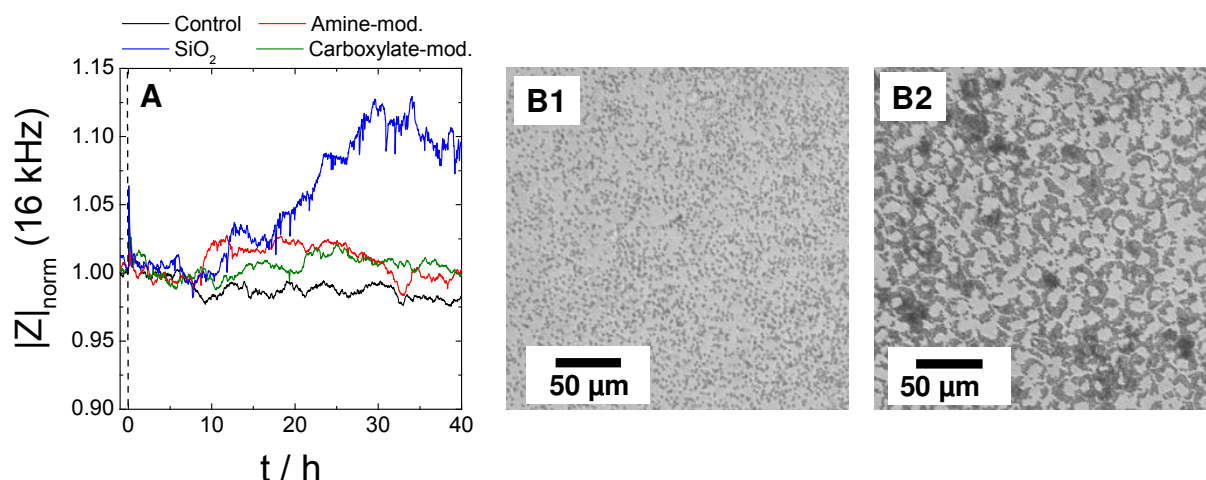 Control Amine-mod.
SiO₂ Carboxylate-mod.
A
|Z|norm (16 kHz)
1.15
1.10
1.05
1.00
0.95
0.90
0 10 20 30 40
t / h
B1
50 µm
B2
50 µm